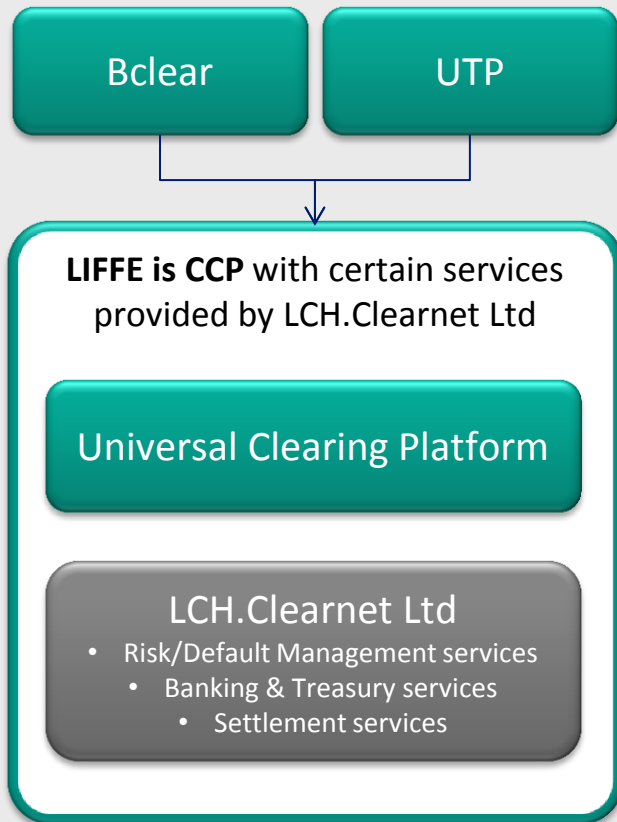 Bclear
UTP
LIFFE is CCP with certain services
provided by LCH.Clearnet Ltd
Universal Clearing Platform
LCH.Clearnet Ltd
• Risk/Default Management services
• Banking & Treasury services
• Settlement services